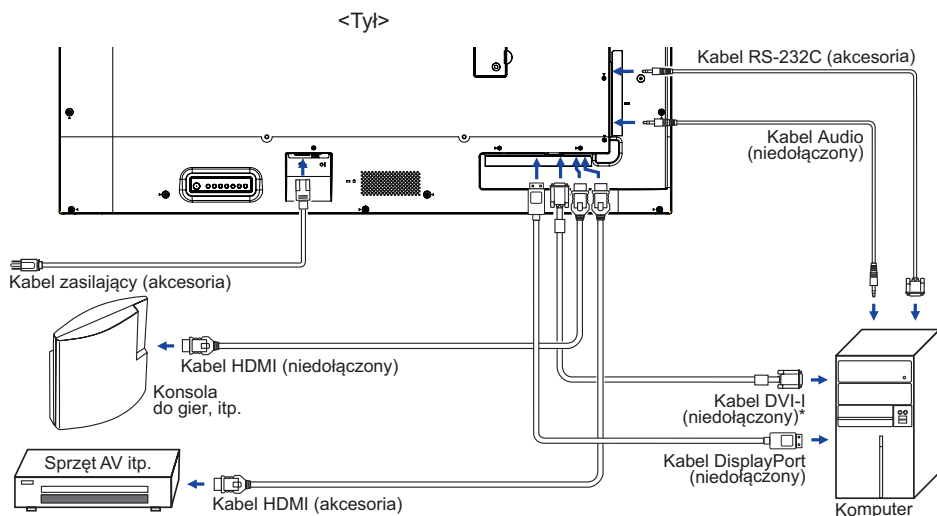 <Tył>
Kabel RS-232C (akcesoria)
Kabel Audio
(niedołączony)
Kabel zasilający (akcesoria)
Kabel HDMI (niedołączony)
Konsola
do gier, itp.
Kabel DVI-I
(niedołączony)*
Sprzęt AV itp.
Kabel DisplayPort
(niedołączony)
Kabel HDMI (akcesoria)
Komputer